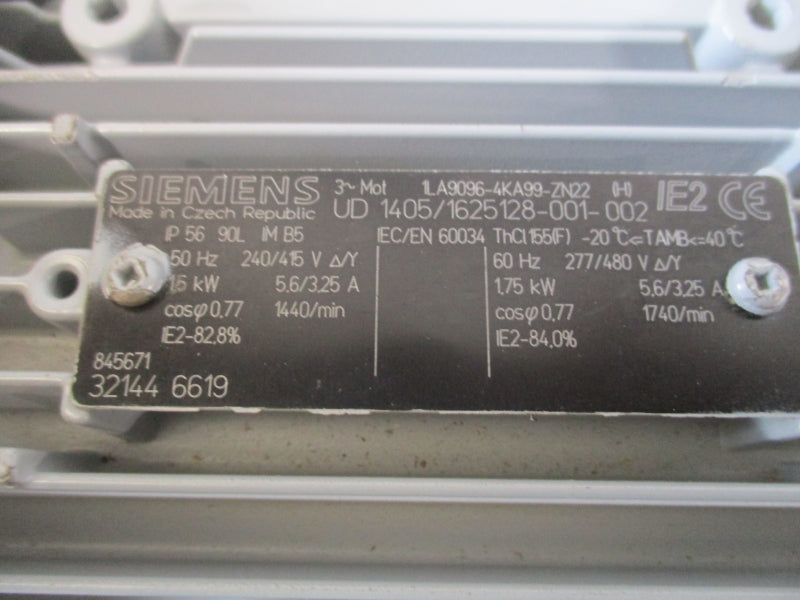 SIEMENS 3~ Mot 1LA9096-4KA99-ZN22 (H) IE2 CE
Made in Czech Republic UD 1405/1625128-001-002
IP 56 90L IM B5 IEC/EN 60034 ThCl155(F) -20°C<=TAMB<=40°C
50 Hz 240/415 V Δ/Y 60 Hz 277/480 V Δ/Y
1,5 kW 5.6/3,25 A 1,75 kW 5.6/3,25 A
cosφ 0,77 1440/min cosφ 0,77 1740/min
IE2-82,8% IE2-84,0%
845671
32144 6619